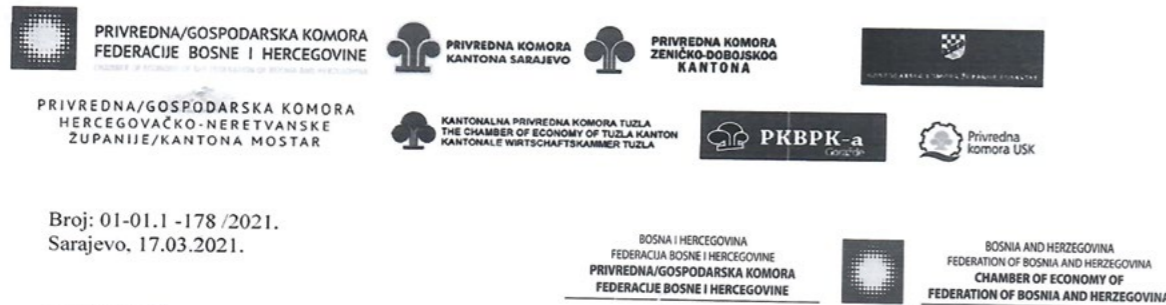 PRIVREDNA/GOSPODARSKA KOMORA
FEDERACIJE BOSNE I HERCEGOVINE
PRIVREDNA KOMORA
KANTONA SARAJEVO
PRIVREDNA KOMORA
ZENIČKO-DOBOJSKOG
KANTONA
PRIVREDNA/GOSPODARSKA KOMORA
HERCEGOVAČKO-NERETVANSKE
ŽUPANIJE/KANTONA MOSTAR
KANTONALNA PRIVREDNA KOMORA TUZLA
THE CHAMBER OF ECONOMY OF TUZLA KANTON
KANTONALE WIRTSCHAFTSKAMMER TUZLA
PKBPK-a
Goražde
Privredna
komora USK
Broj: 01-01.1 -178 /2021.
Sarajevo, 17.03.2021.
BOSNA I HERCEGOVINA
FEDERACIJA BOSNE I HERCEGOVINE
PRIVREDNA/GOSPODARSKA KOMORA
FEDERACIJE BOSNE I HERCEGOVINE
BOSNIA AND HERZEGOVINA
FEDERATION OF BOSNIA AND HERZEGOVINA
CHAMBER OF ECONOMY OF
FEDERATION OF BOSNIA AND HERZEGOVINA